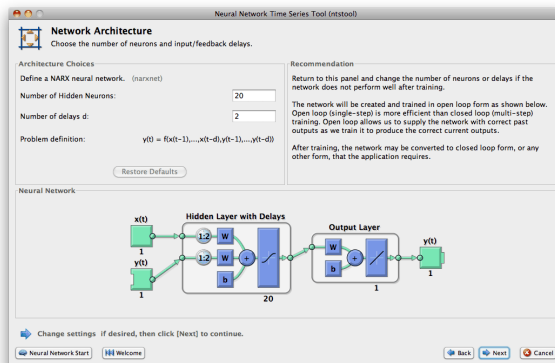 Neural Network Time Series Tool (ntstool)
Network Architecture
Choose the number of neurons and input/feedback delays.
Architecture Choices
Define a NARX neural network. (narxnet)
Number of Hidden Neurons: 20
Number of delays d: 2
Problem definition: y(t) = f(x(t-1),...,x(t-d),y(t-1),...,y(t-d))
Restore Defaults
Recommendation
Return to this panel and change the number of neurons or delays if the
network does not perform well after training.
The network will be created and trained in open loop form as shown below.
Open loop (single-step) is more efficient than closed loop (multi-step)
training. Open loop allows us to supply the network with correct past
outputs as we train it to produce the correct current outputs.
After training, the network may be converted to closed loop form, or any
other form, that the application requires.
Neural Network
Hidden Layer with Delays
x(t)
1
y(t)
1
1:2 W
1:2 W
b
+
20
Output Layer
W
b
+
1
y(t)
1
Change settings if desired, then click [Next] to continue.
Neural Network Start Welcome Back Next Cancel